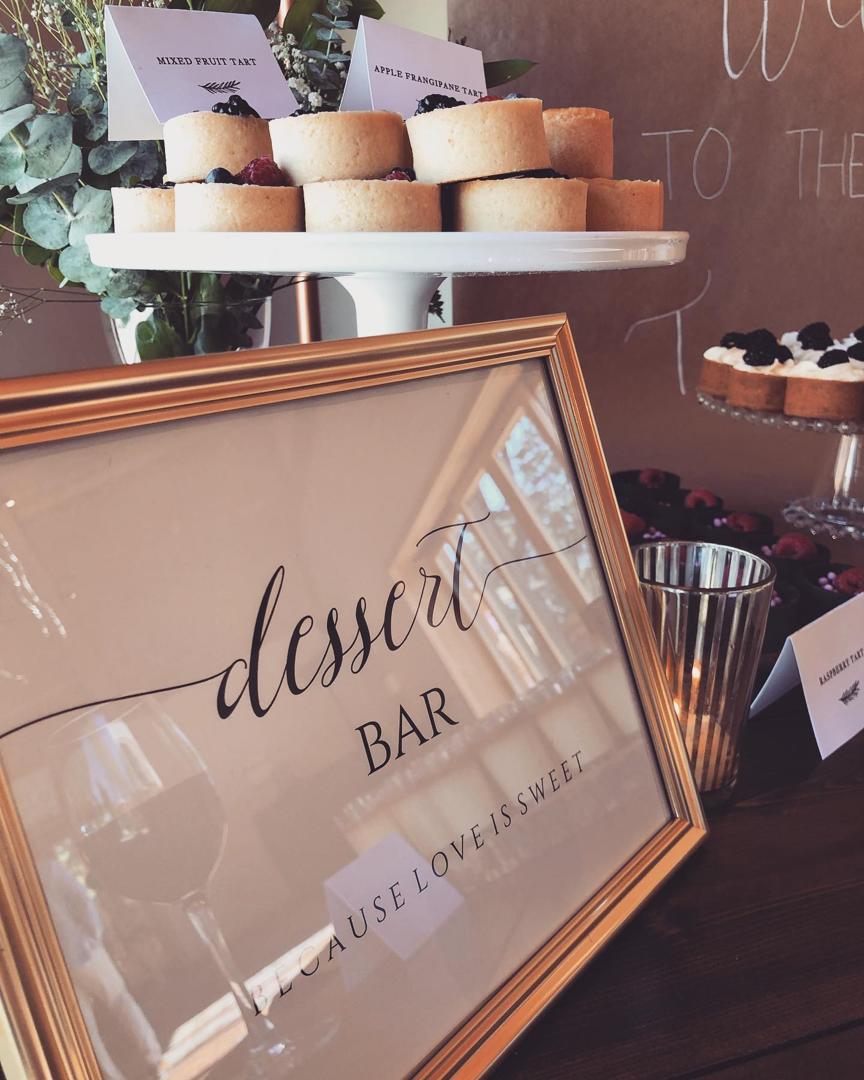 MIXED FRUIT TART
APPLE FRANGIPANE TART
TO THE
T
dessert
BAR
BECAUSE LOVE IS SWEET
RASPBERRY TART